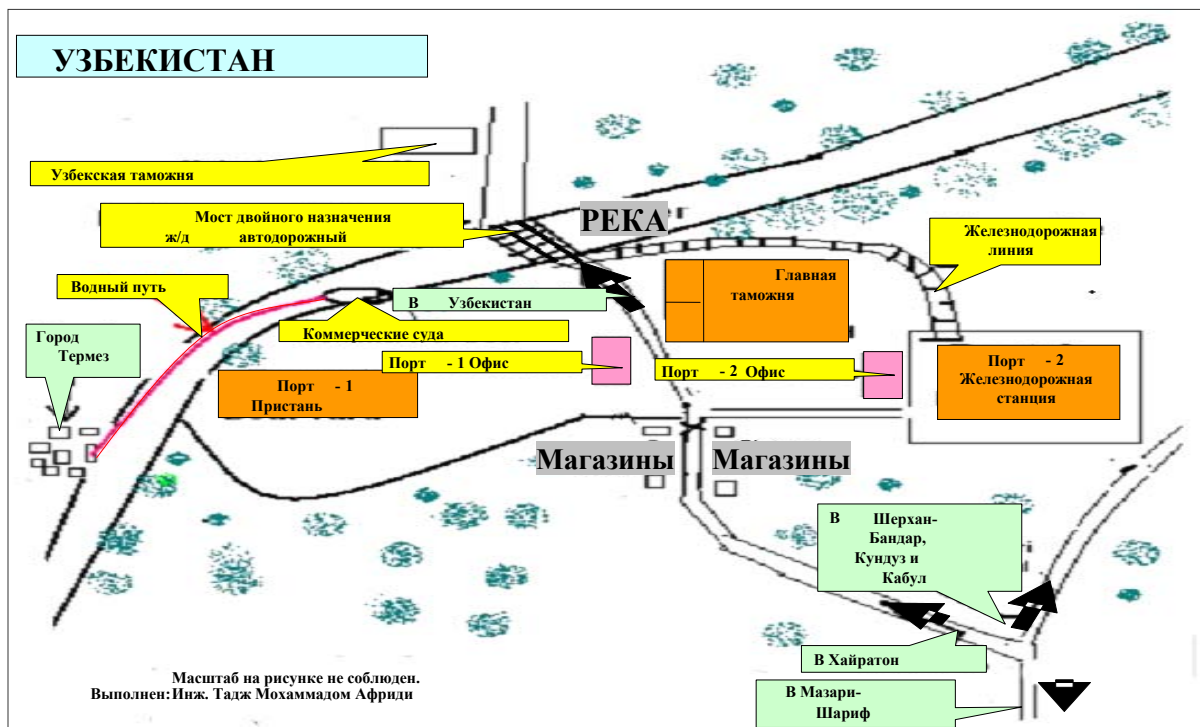 УЗБЕКИСТАН
Узбекская таможня
Мост двойного назначения
ж/д автодорожный
РЕКА
Железнодорожная
линия
Водный путь
В Узбекистан
Главная
таможня
Коммерческие суда
Город
Термез
Порт - 1 Офис
Порт - 2 Офис
Порт - 1
Пристань
Порт - 2
Железнодорожная
станция
Магазины
Магазины
В Шерхан-
Бандар,
Кундуз и
Кабул
В Хайратон
В Мазари-
Шариф
Масштаб на рисунке не соблюден.
Выполнен: Инж. Тадж Мохаммадом Африди